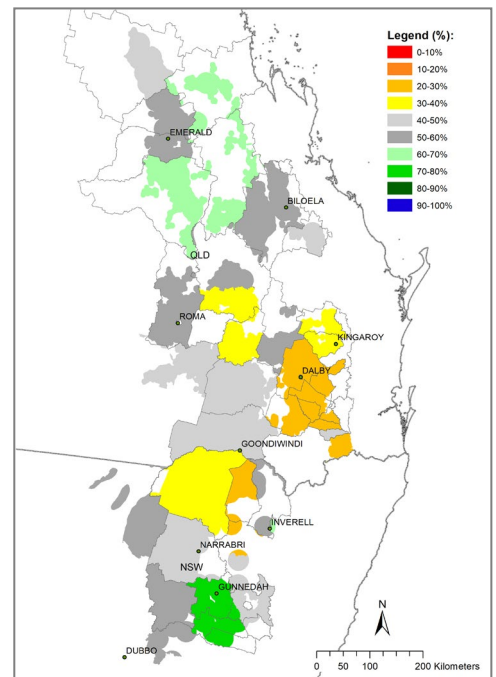 Legend (%):
0-10%
10-20%
20-30%
30-40%
40-50%
50-60%
60-70%
70-80%
80-90%
90-100%
EMERALD
BILOELA
QLD
ROMA
KINGAROY
DALBY
GOONDIWINDI
INVERELL
NARRABRI
NSW
GUNNEDAH
N
DUBBO
0 50 100 200 Kilometers